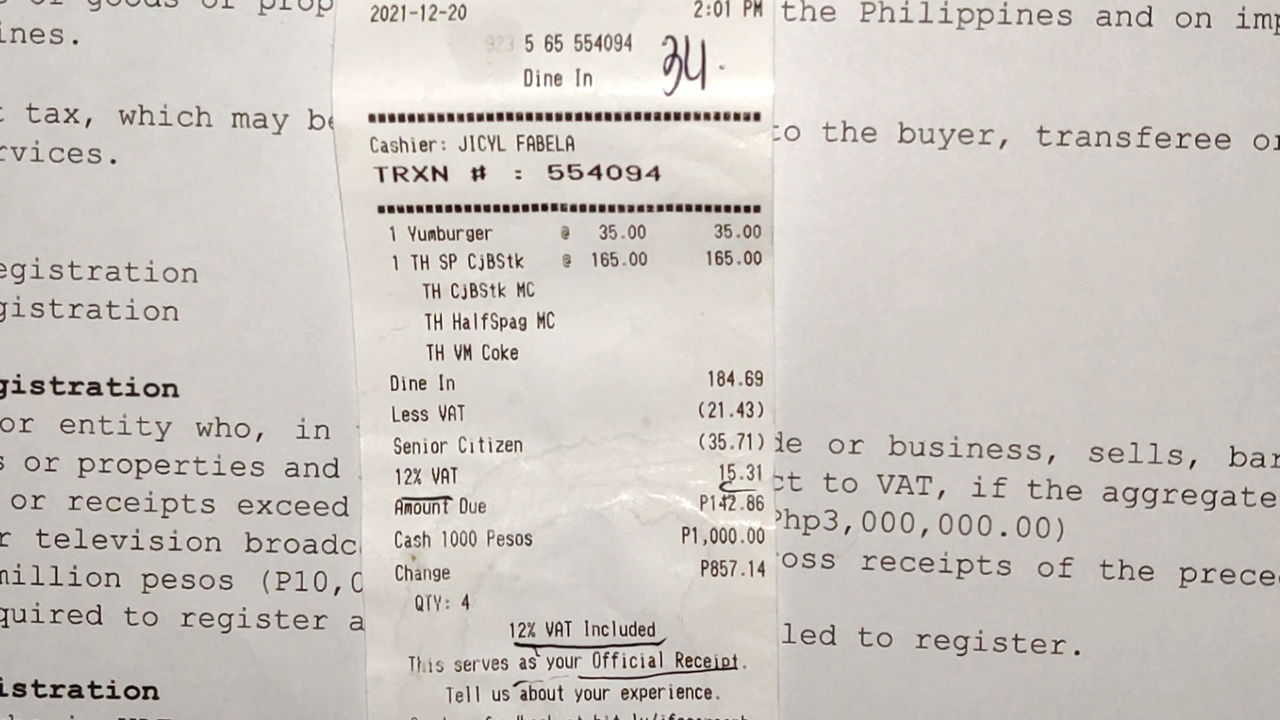 of goods or prop
ines.
t tax, which may be
rvices.
egistration
gistration
gistration
or entity who, in
s or properties and
or receipts exceed
r television broadc
million pesos (P10,0
quired to register a
istration
2021-12-20 2:01 PM
923 5 65 554094 34.
Dine In
Cashier: JICYL FABELA
TRXN # : 554094
1 Yumburger @ 35.00 35.00
1 TH SP CjBStk @ 165.00 165.00
TH CjBStk MC
TH HalfSpag MC
TH VM Coke
Dine In 184.69
Less VAT (21.43)
Senior Citizen (35.71)
12% VAT 15.31
Amount Due P142.86
Cash 1000 Pesos P1,000.00
Change P857.14
QTY: 4
12% VAT Included
This serves as your Official Receipt.
Tell us about your experience.
the Philippines and on imp
to the buyer, transferee or
de or business, sells, bar
ct to VAT, if the aggregate
Php3,000,000.00)
oss receipts of the prece
led to register.